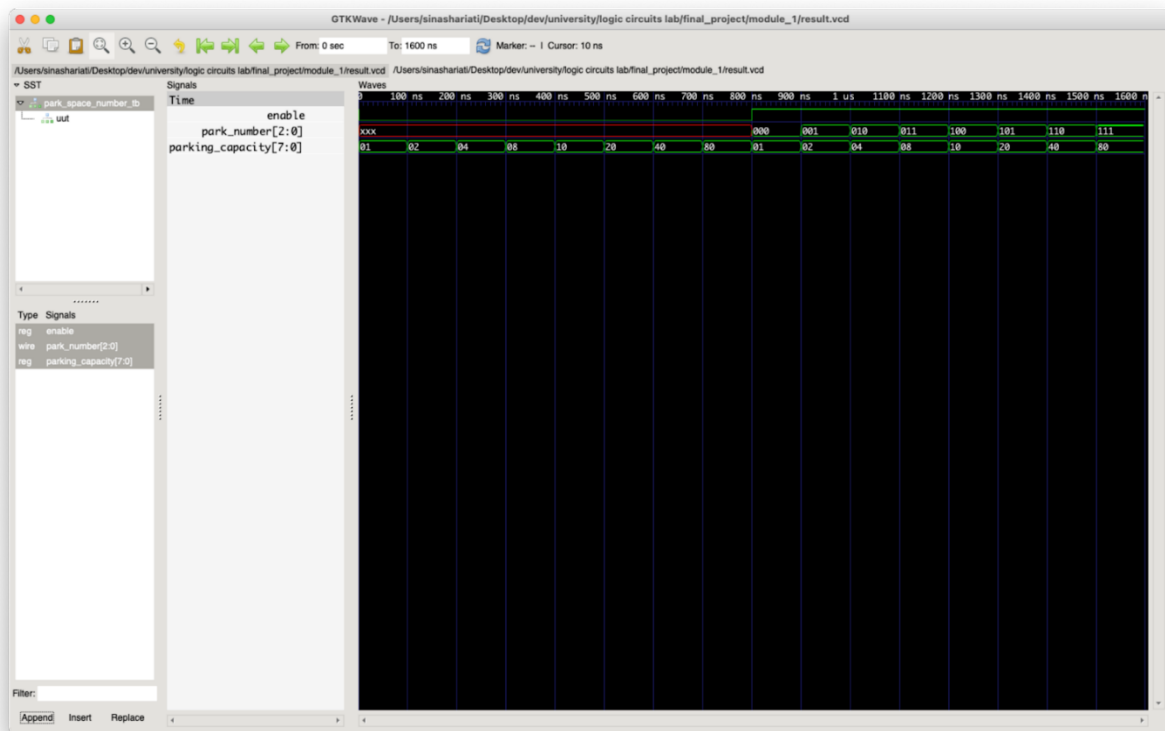 GTKWave - /Users/sinashariati/Desktop/dev/university/logic circuits lab/final_project/module_1/result.vcd
From: 0 sec To: 1600 ns Marker: -- | Cursor: 10 ns
/Users/sinashariati/Desktop/dev/university/logic circuits lab/final_project/module_1/result.vcd /Users/sinashariati/Desktop/dev/university/logic circuits lab/final_project/module_1/result.vcd
SST
park_space_number_tb
uut
Type Signals
reg enable
wire park_number[2:0]
reg parking_capacity[7:0]
Filter:
Append Insert Replace
Signals
Time
enable
park_number[2:0]
parking_capacity[7:0]
Waves
0 100 ns 200 ns 300 ns 400 ns 500 ns 600 ns 700 ns 800 ns 900 ns 1 us 1100 ns 1200 ns 1300 ns 1400 ns 1500 ns 1600 n
xxx 000 001 010 011 100 101 110 111
01 02 04 08 10 20 40 80 01 02 04 08 10 20 40 80